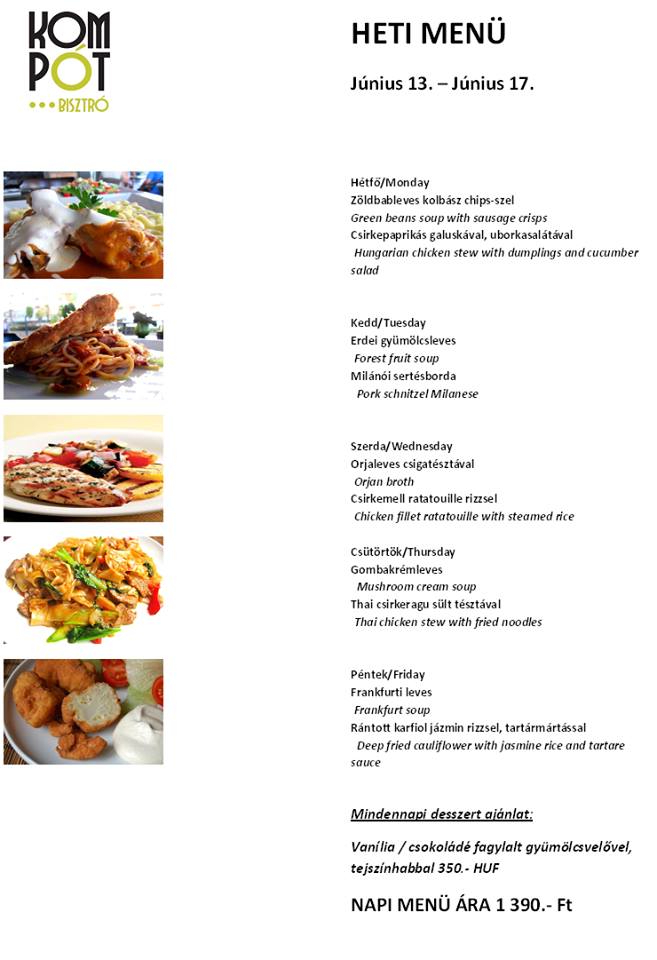 KOM
PÓT
BISZTRÓ
HETI MENÜ
Június 13. – Június 17.
Hétfő/Monday
Zöldbableves kolbász chips-szel
Green beans soup with sausage crisps
Csirkepaprikás galuskával, uborkasalátával
Hungarian chicken stew with dumplings and cucumber
salad
Kedd/Tuesday
Erdei gyümölcsleves
Forest fruit soup
Milánói sertésborda
Pork schnitzel Milanese
Szerda/Wednesday
Orjaleves csigatésztával
Orjan broth
Csirkemell ratatouille rizzsel
Chicken fillet ratatouille with steamed rice
Csütörtök/Thursday
Gombakrémleves
Mushroom cream soup
Thai csirkeragu sült tésztával
Thai chicken stew with fried noodles
Péntek/Friday
Frankfurti leves
Frankfurt soup
Rántott karfiol jázmin rizzsel, tartármártással
Deep fried cauliflower with jasmine rice and tartare
sauce
Mindennapi desszert ajánlat:
Vanília / csokoládé fagylalt gyümölcsvelővel,
tejszínhabbal 350.- HUF
NAPI MENÜ ÁRA 1 390.- Ft